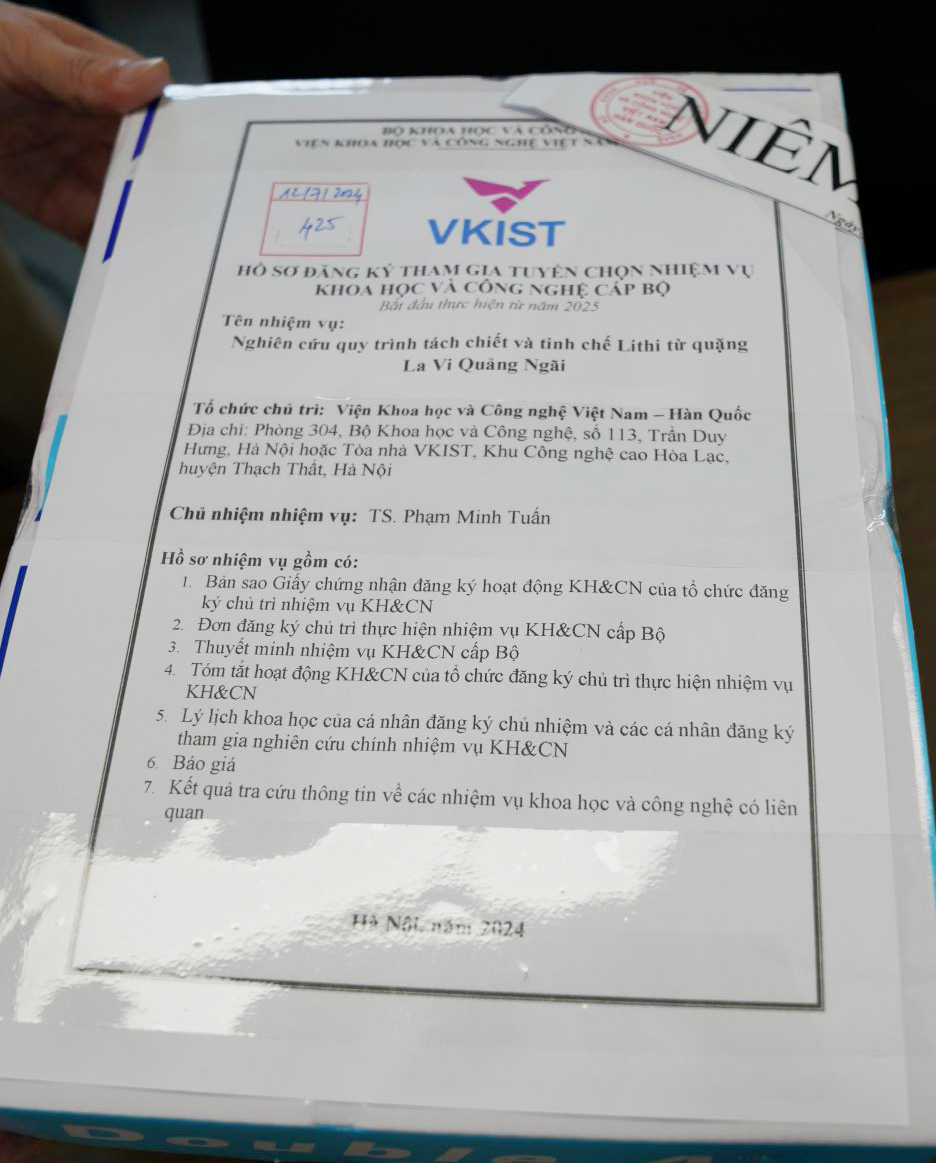 BỘ KHOA HỌC VÀ CÔNG
VIỆN KHOA HỌC VÀ CÔNG NGHỆ VIỆT NAM
NIÊM
Ngày
12/7/2024
425
VKIST
HỒ SƠ ĐĂNG KÝ THAM GIA TUYỂN CHỌN NHIỆM VỤ
KHOA HỌC VÀ CÔNG NGHỆ CẤP BỘ
Bắt đầu thực hiện từ năm 2025
Tên nhiệm vụ:
Nghiên cứu quy trình tách chiết và tinh chế Lithi từ quặng
La Vi Quảng Ngãi
Tổ chức chủ trì: Viện Khoa học và Công nghệ Việt Nam – Hàn Quốc
Địa chỉ: Phòng 304, Bộ Khoa học và Công nghệ, số 113, Trần Duy
Hưng, Hà Nội hoặc Tòa nhà VKIST, Khu Công nghệ cao Hòa Lạc,
huyện Thạch Thất, Hà Nội
Chủ nhiệm nhiệm vụ: TS. Phạm Minh Tuấn
Hồ sơ nhiệm vụ gồm có:
1. Bản sao Giấy chứng nhận đăng ký hoạt động KH&CN của tổ chức đăng
ký chủ trì nhiệm vụ KH&CN
2. Đơn đăng ký chủ trì thực hiện nhiệm vụ KH&CN cấp Bộ
3. Thuyết minh nhiệm vụ KH&CN cấp Bộ
4. Tóm tắt hoạt động KH&CN của tổ chức đăng ký chủ trì thực hiện nhiệm vụ
KH&CN
5. Lý lịch khoa học của cá nhân đăng ký chủ nhiệm và các cá nhân đăng ký
tham gia nghiên cứu chính nhiệm vụ KH&CN
6. Báo giá
7. Kết quả tra cứu thông tin về các nhiệm vụ khoa học và công nghệ có liên
quan
Hà Nội, năm 2024
Double A